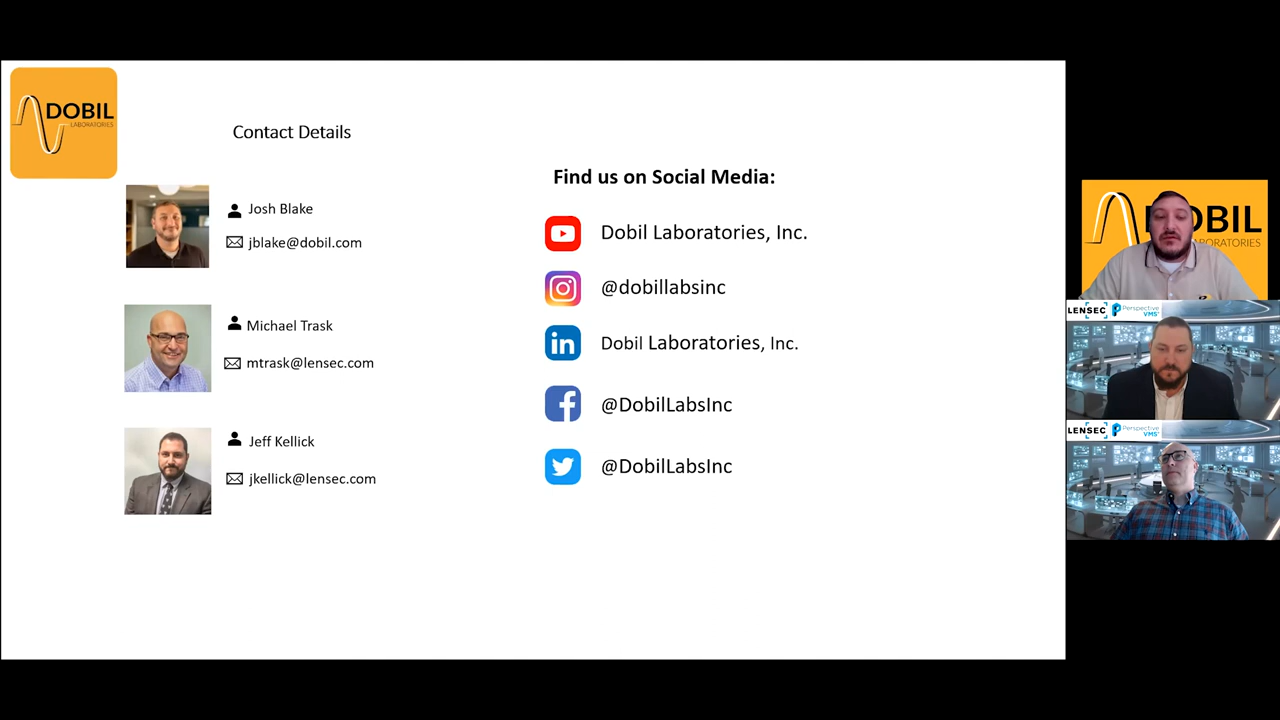 DOBIL
LABORATORIES
Contact Details
Josh Blake
jblake@dobil.com
Michael Trask
mtrask@lensec.com
Jeff Kellick
jkellick@lensec.com
Find us on Social Media:
Dobil Laboratories, Inc.
@dobillabsinc
in
Dobil Laboratories, Inc.
@DobilLabsInc
@DobilLabsInc
DOBIL
LABORATORIES
LENSEC Perspective
VMS
LENSEC Perspective
VMS